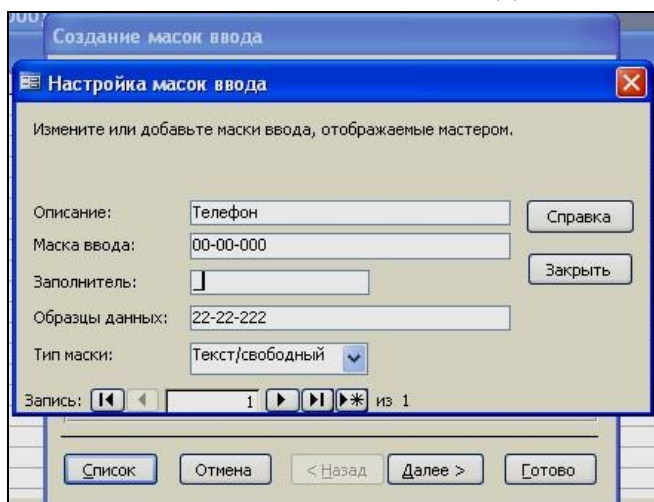 Создание масок ввода
Настройка масок ввода
Измените или добавьте маски ввода, отображаемые мастером.
Описание: Телефон Справка
Маска ввода: 00-00-000
Заполнитель: _ Закрыть
Образцы данных: 22-22-222
Тип маски: Текст/свободный
Запись: 1 из 1
Список Отмена < Назад Далее > Готово